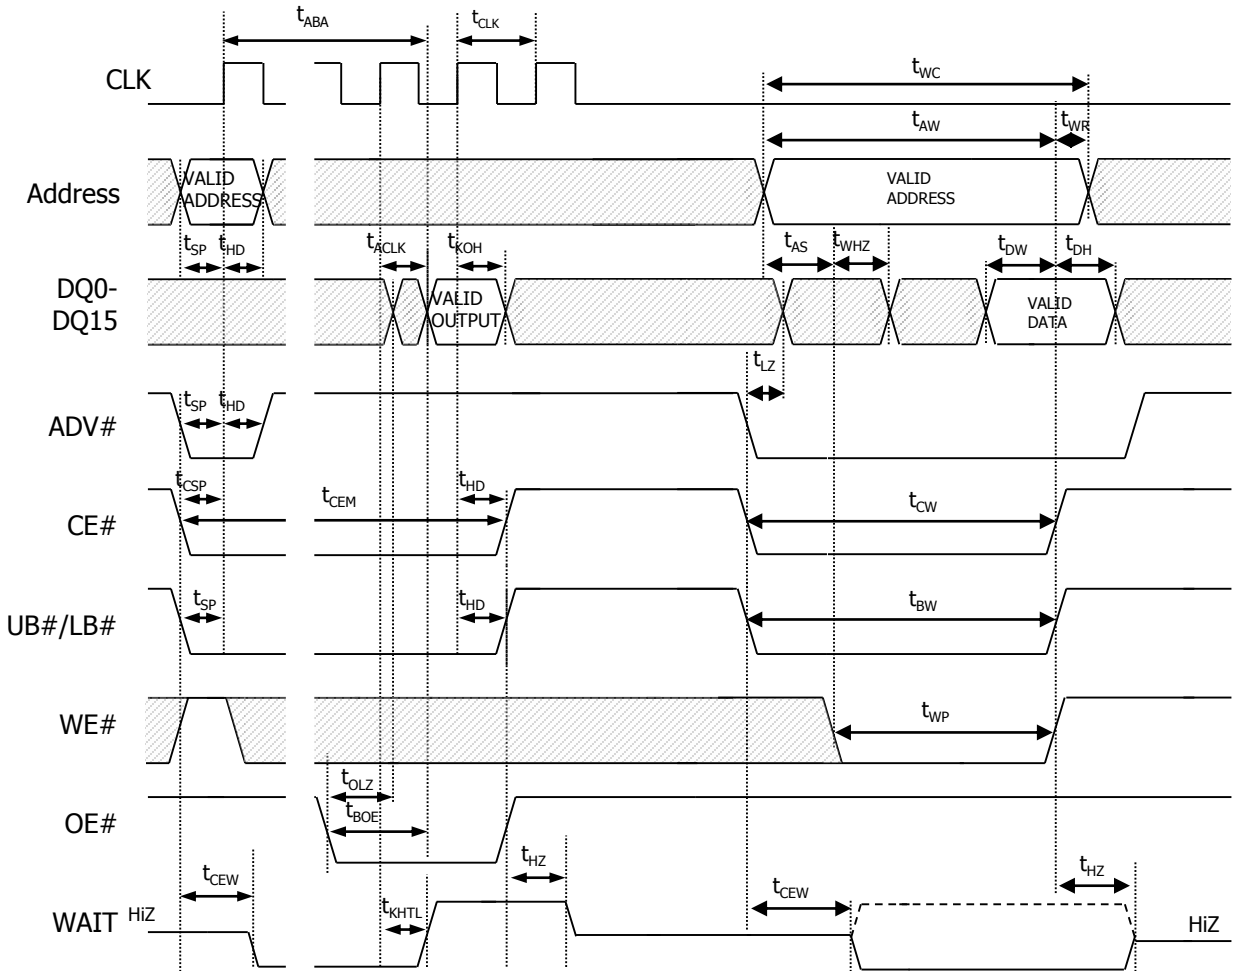 tABA
tCLK
CLK
tWC
tAW
tWR
Address
VALID
ADDRESS
VALID
ADDRESS
tSP
tHD
tACLK
tKOH
tAS
tWHZ
tDW
tDH
DQ0-
DQ15
VALID
OUTPUT
VALID
DATA
tLZ
ADV#
tSP
tHD
tCSP
tCEM
tHD
tCW
CE#
tSP
tHD
tBW
UB#/LB#
WE#
tWP
tOLZ
tBOE
OE#
tHZ
tHZ
tCEW
tCEW
tKHTL
WAIT
HiZ
HiZ